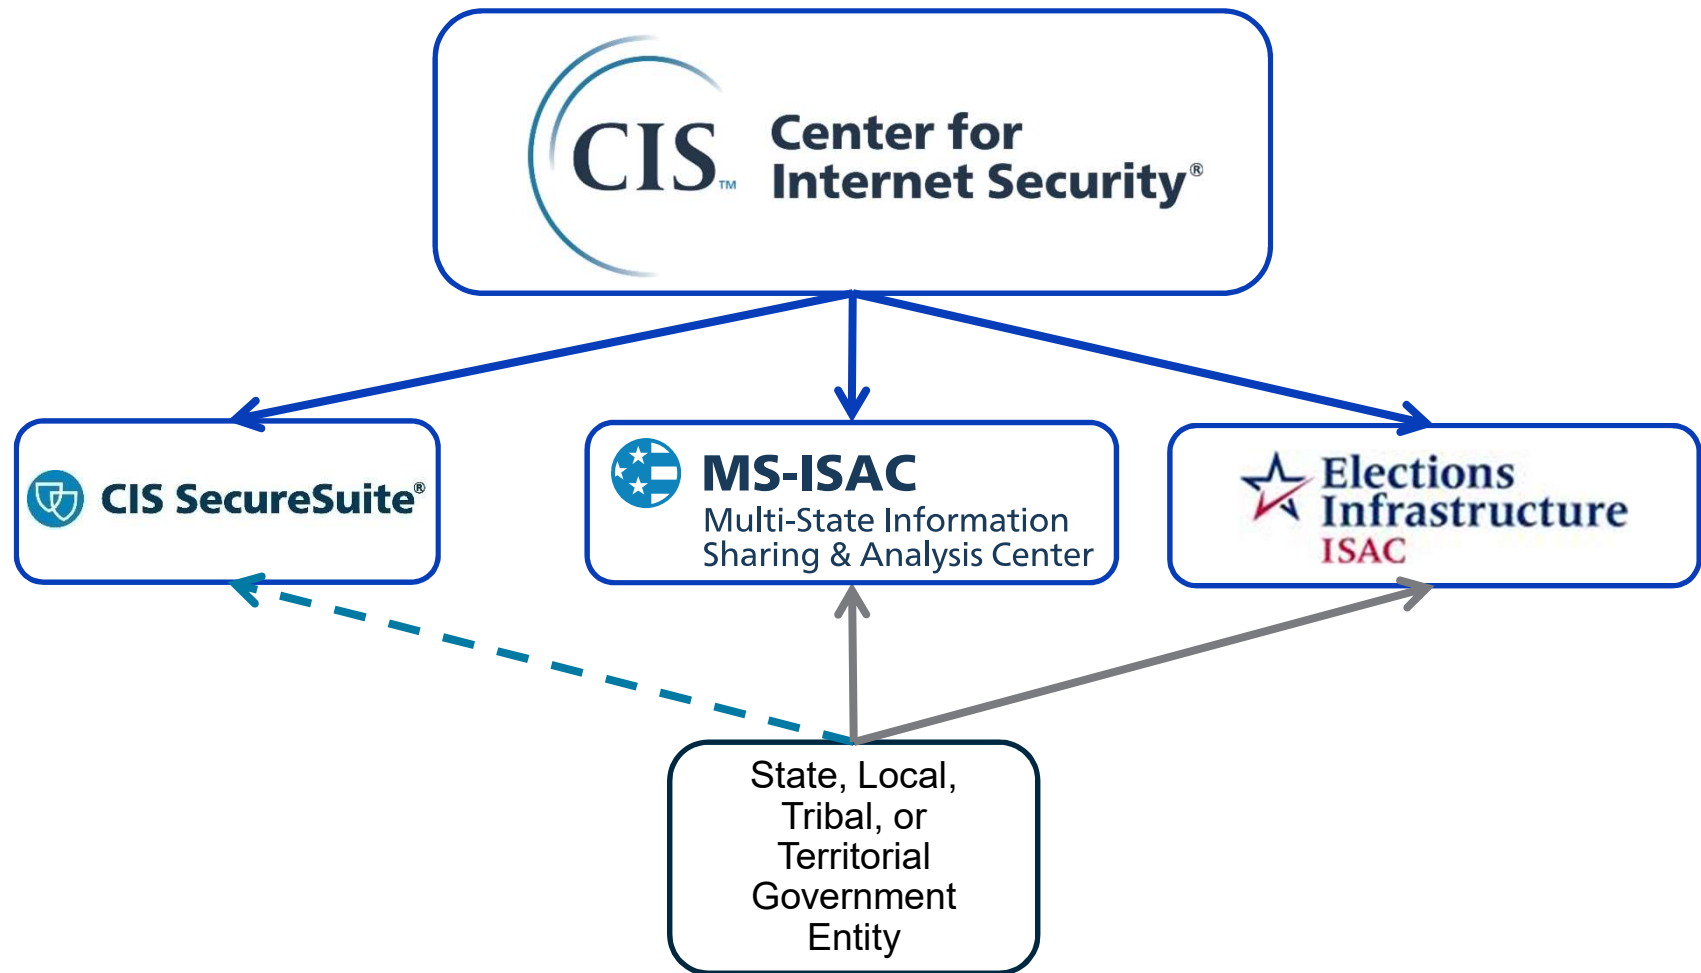 CIS™
Center for
Internet Security®
CIS SecureSuite®
MS-ISAC
Multi-State Information
Sharing & Analysis Center
Elections
Infrastructure
ISAC
State, Local,
Tribal, or
Territorial
Government
Entity